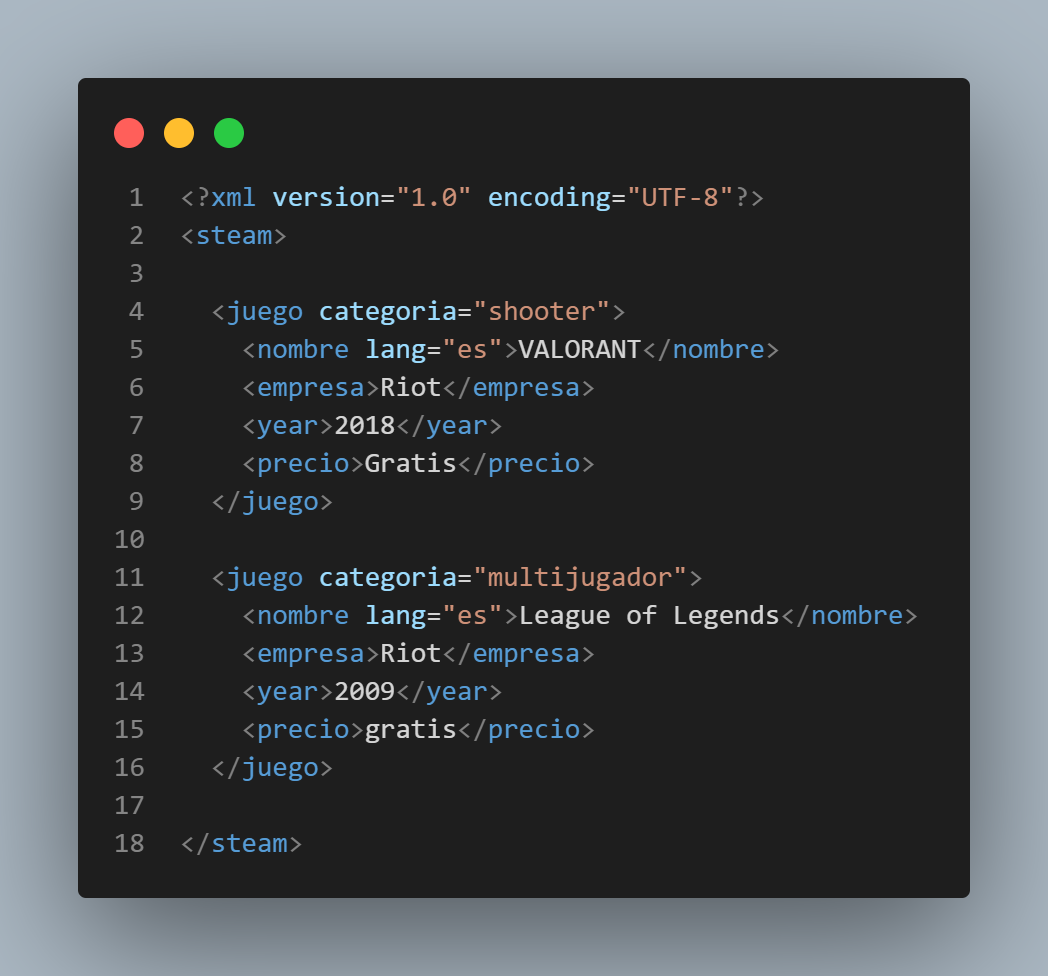 1 <?xml version="1.0" encoding="UTF-8"?>
2 <steam>
3
4 <juego categoria="shooter">
5 <nombre lang="es">VALORANT</nombre>
6 <empresa>Riot</empresa>
7 <year>2018</year>
8 <precio>Gratis</precio>
9 </juego>
10
11 <juego categoria="multijugador">
12 <nombre lang="es">League of Legends</nombre>
13 <empresa>Riot</empresa>
14 <year>2009</year>
15 <precio>gratis</precio>
16 </juego>
17
18 </steam>